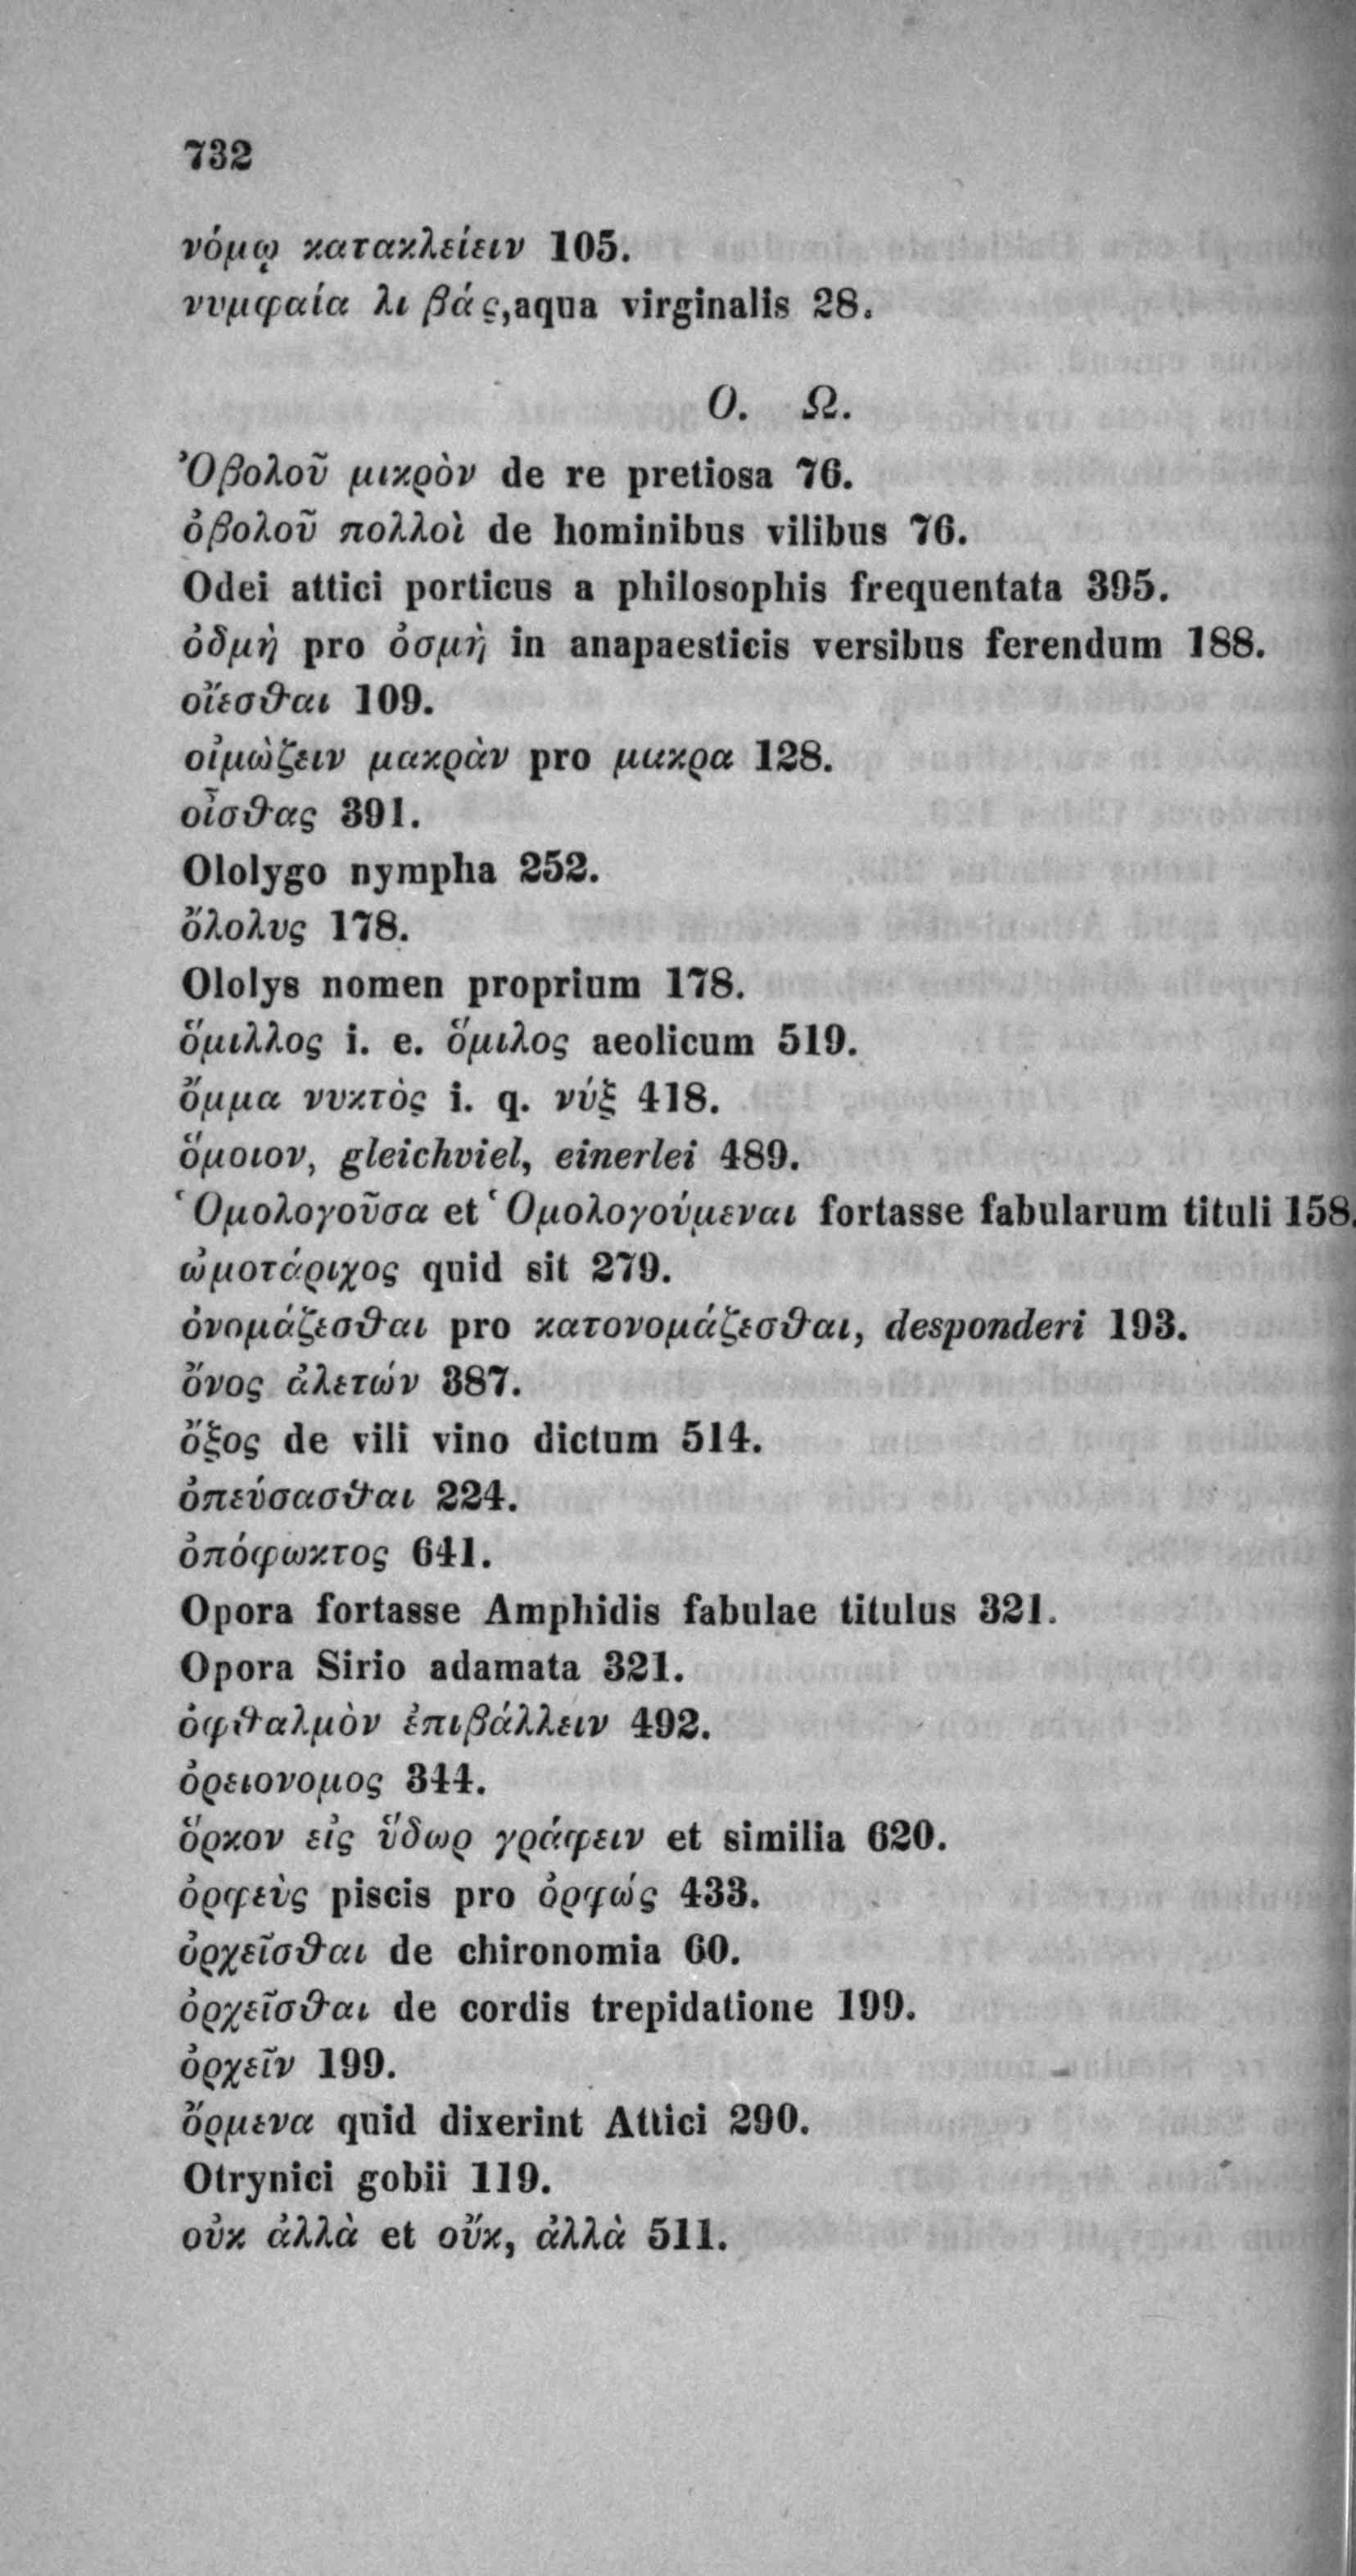 732
νόμῳ κατακλείειν 105.
νυμφαία λι βάς,aqua virginalis 28.
Ο. Ω.
Ὀβολοῦ μικρὸν de re pretiosa 76.
ὀβολοῦ πολλοὶ de hominibus vilibus 76.
Odei attici porticus a philosophis frequentata 395.
ὀδμὴ pro ὀσμὴ in anapaesticis versibus ferendum 188.
οἴεσθαι 109.
οἰμώζειν μακρὰν pro μακρα 128.
οἶσθας 391.
Ololygo nympha 252.
ὄλολυς 178.
Ololys nomen proprium 178.
ὅμιλλος i. e. ὅμιλος aeolicum 519.
ὄμμα νυκτὸς i. q. νύξ 418.
ὅμοιον, gleichviel, einerlei 489.
Ὁμολογοῦσα et Ὁμολογούμεναι fortasse fabularum tituli 158.
ὠμοτάριχος quid sit 279.
ὀνομάζεσθαι pro κατονομάζεσθαι, desponderi 193.
ὄνος ἀλετών 387.
ὄξος de vili vino dictum 514.
ὀπεύσασθαι 224.
ὀπόφωκτος 641.
Opora fortasse Amphidis fabulae titulus 321.
Opora Sirio adamata 321.
ὀφθαλμὸν ἐπιβάλλειν 492.
ὀρειονομος 344.
ὅρκον εἰς ὕδωρ γράφειν et similia 620.
ὀρφεὺς piscis pro ὀρφώς 433.
ὀρχεῖσθαι de chironomia 60.
ὀρχεῖσθαι de cordis trepidatione 199.
ὀρχεῖν 199.
ὄρμενα quid dixerint Attici 290.
Otrynici gobii 119.
οὐκ ἀλλὰ et οὔκ, ἀλλὰ 511.